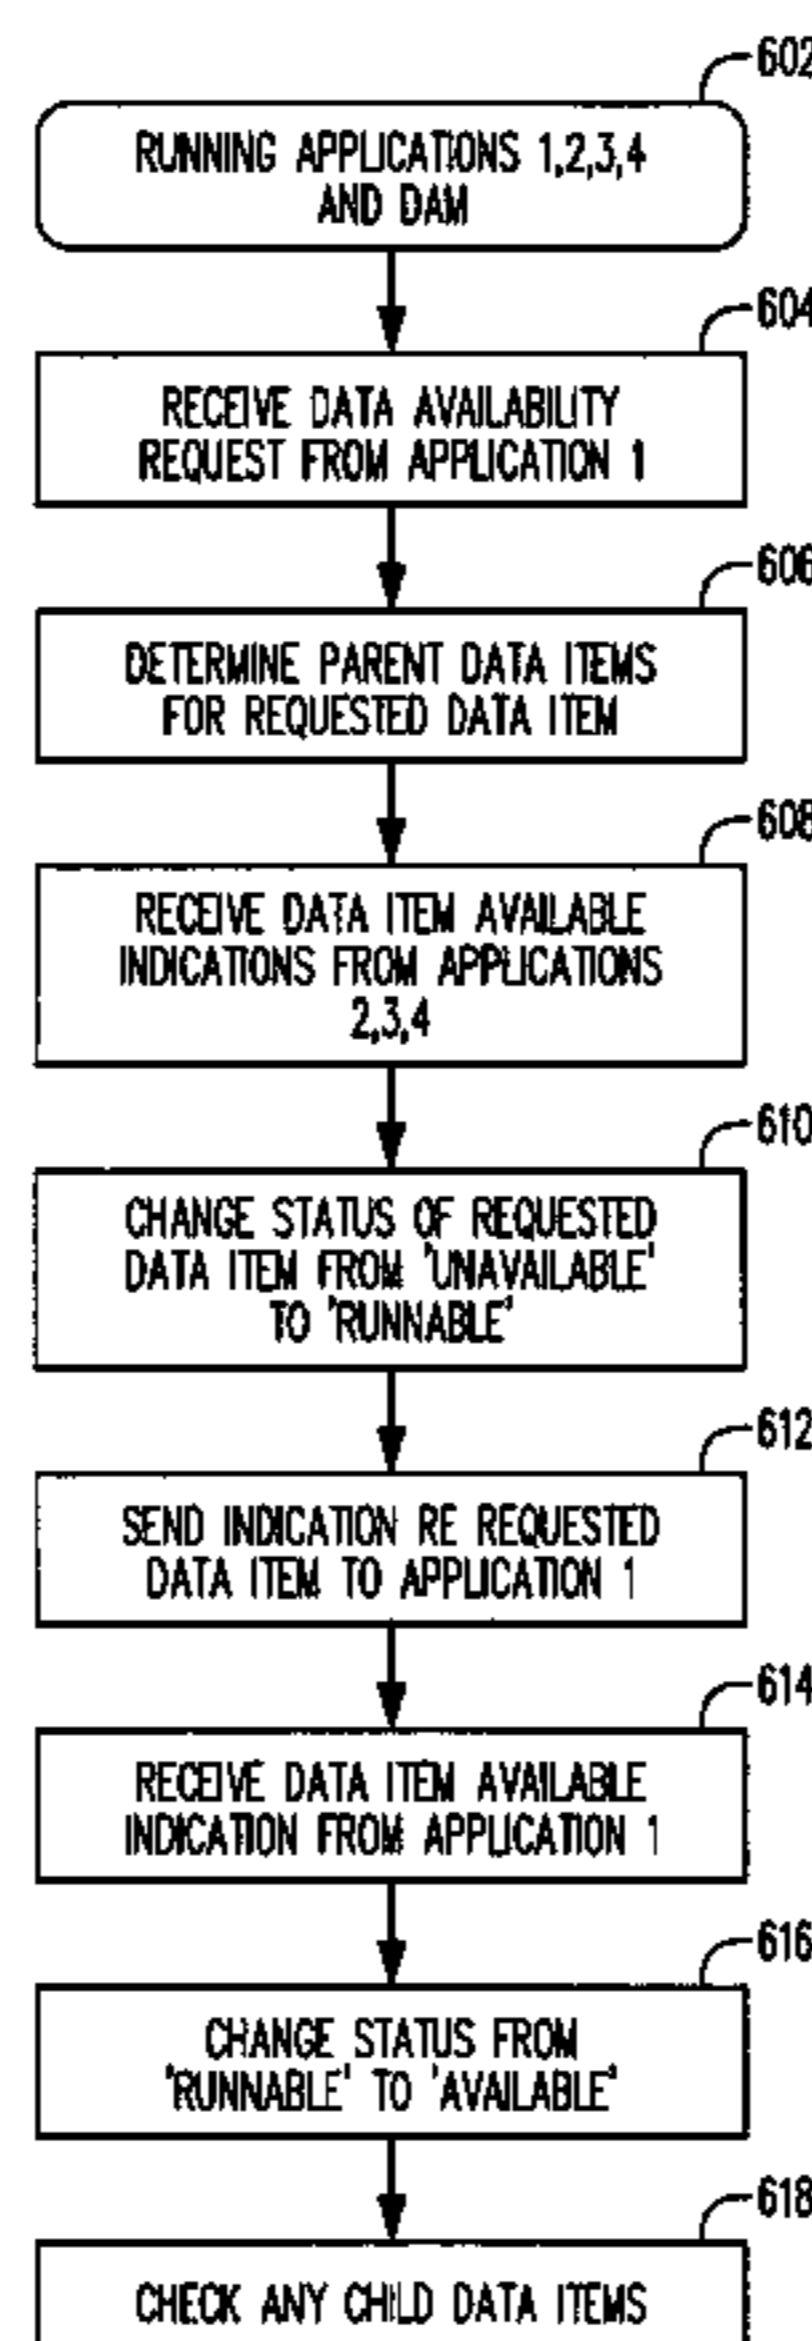 602
RUNNING APPLICATIONS 1,2,3,4
AND DAM
604
RECEIVE DATA AVAILABILITY
REQUEST FROM APPLICATION 1
606
DETERMINE PARENT DATA ITEMS
FOR REQUESTED DATA ITEM
608
RECEIVE DATA ITEM AVAILABLE
INDICATIONS FROM APPLICATIONS
2,3,4
610
CHANGE STATUS OF REQUESTED
DATA ITEM FROM 'UNAVAILABLE'
TO 'RUNNABLE'
612
SEND INDICATION RE REQUESTED
DATA ITEM TO APPLICATION 1
614
RECEIVE DATA ITEM AVAILABLE
INDICATION FROM APPLICATION 1
616
CHANGE STATUS FROM
'RUNNABLE' TO 'AVAILABLE'
618
CHECK ANY CHILD DATA ITEMS